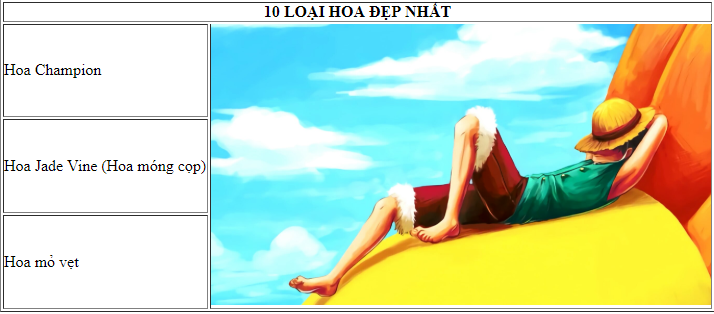 10 LOẠI HOA ĐẸP NHẤT
Hoa Champion
Hoa Jade Vine (Hoa móng cọp)
Hoa mỏ vẹt